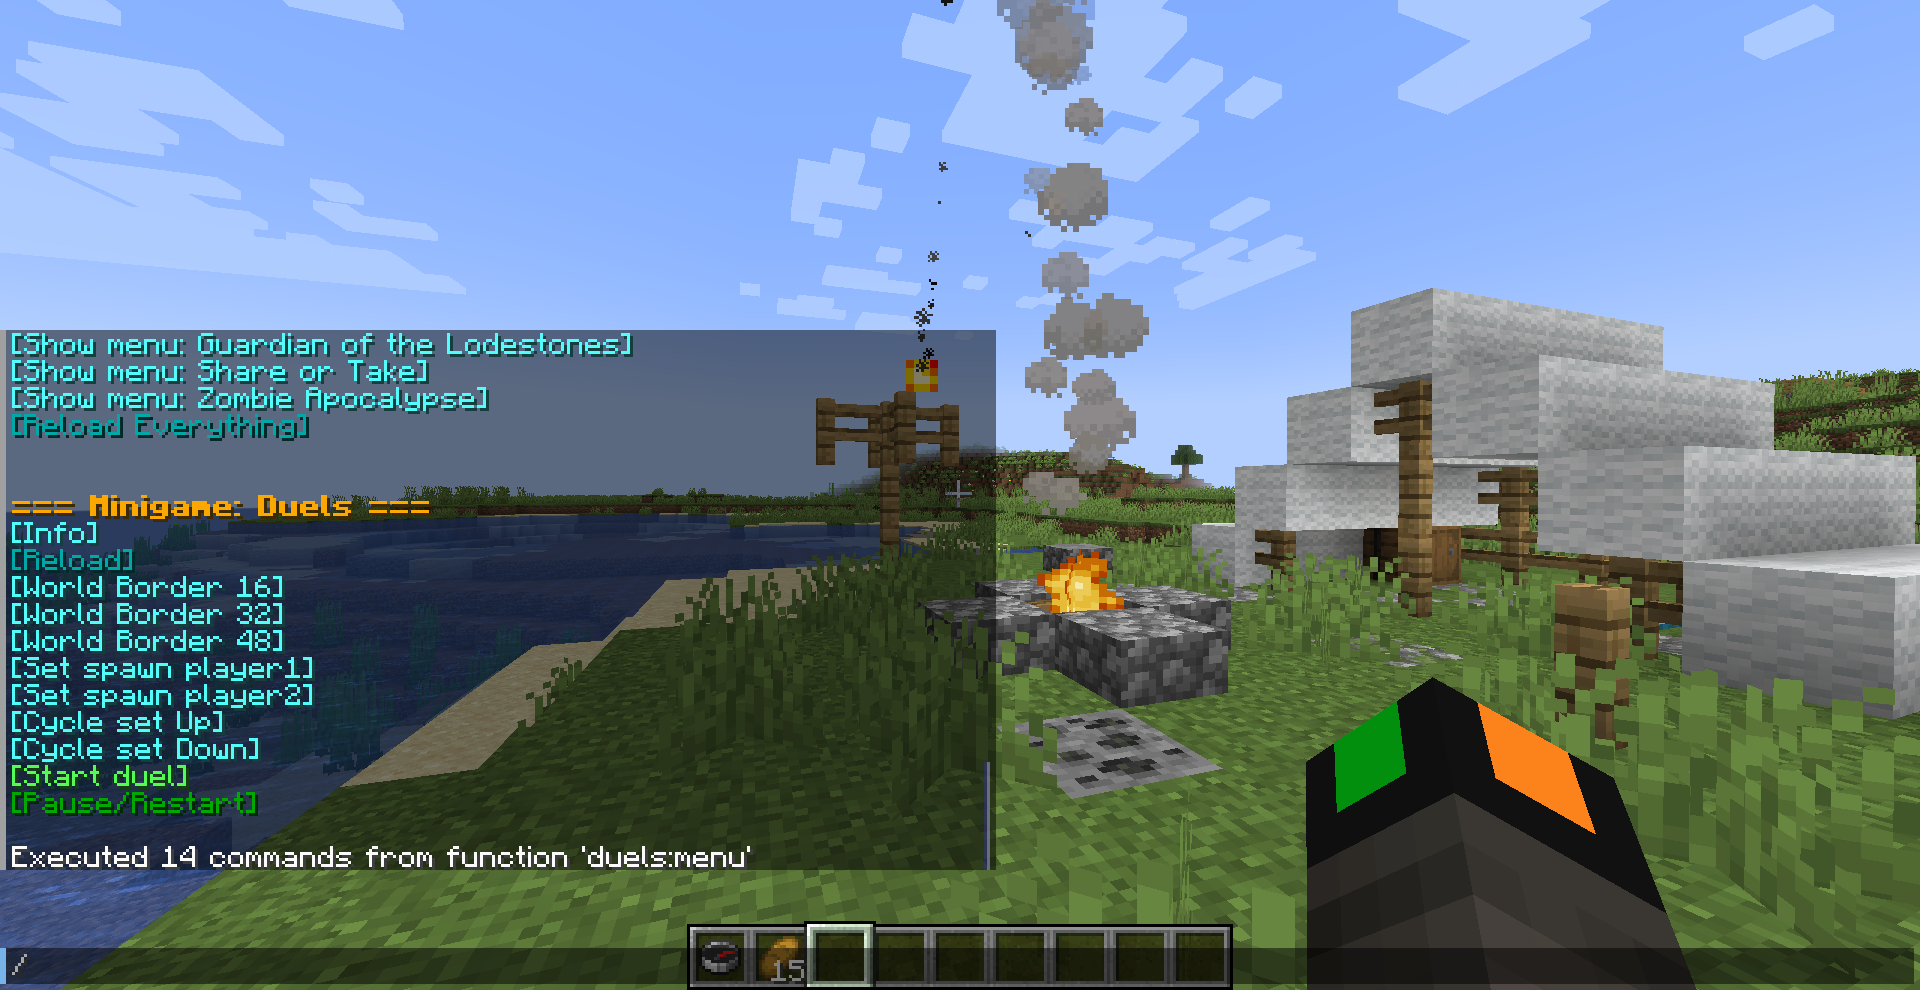 [Show menu: Guardian of the Lodestones]
[Show menu: Share or Take]
[Show menu: Zombie Apocalypse]
[Reload Everything]
=== Minigame: Duels ===
[Info]
[Reload]
[World Border 16]
[World Border 32]
[World Border 48]
[Set spawn player1]
[Set spawn player2]
[Cycle set Up]
[Cycle set Down]
[Start duel]
[Pause/Restart]
Executed 14 commands from function 'duels:menu'
/
15